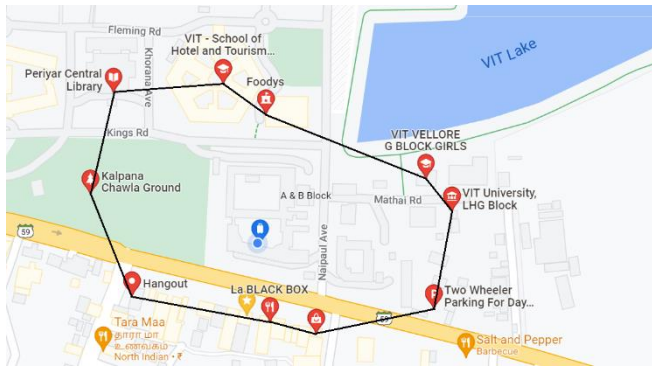 Fleming Rd
VIT - School of
Hotel and Tourism...
Khorana Ave
VIT Lake
Periyar Central
Library
Foodys
Kings Rd
VIT VELLORE
G BLOCK GIRLS
Kalpana
Chawla Ground
A & B Block
Mathai Rd
VIT University,
LHG Block
59
Naipaul Ave
Hangout
La BLACK BOX
Two Wheeler
Parking For Day...
P
59
Tara Maa
தாரா மா
உணவகம்
North Indian • ₹
Salt and Pepper
Barbecue